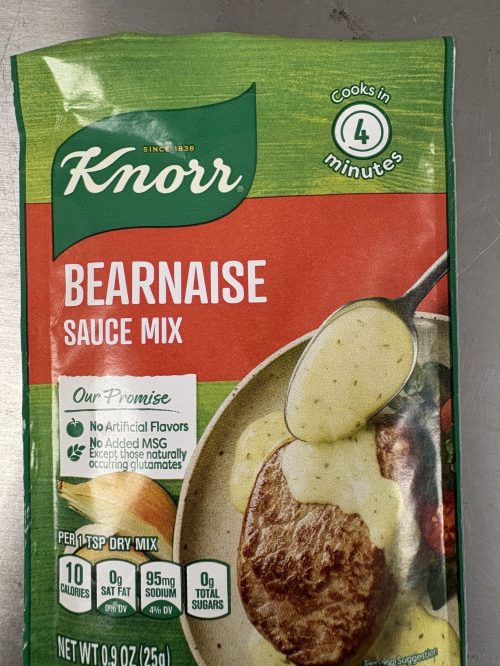 Cooks in
4
minutes
SINCE 1838
Knorr®
BEARNAISE
SAUCE MIX
Our Promise
No Artificial Flavors
No Added MSG
Except those naturally
occurring glutamates
PER 1 TSP DRY MIX
10
CALORIES
0g
SAT FAT
0% DV
95mg
SODIUM
4% DV
0g
TOTAL
SUGARS
NET WT 0.9 OZ (25g)
Serving Suggestion